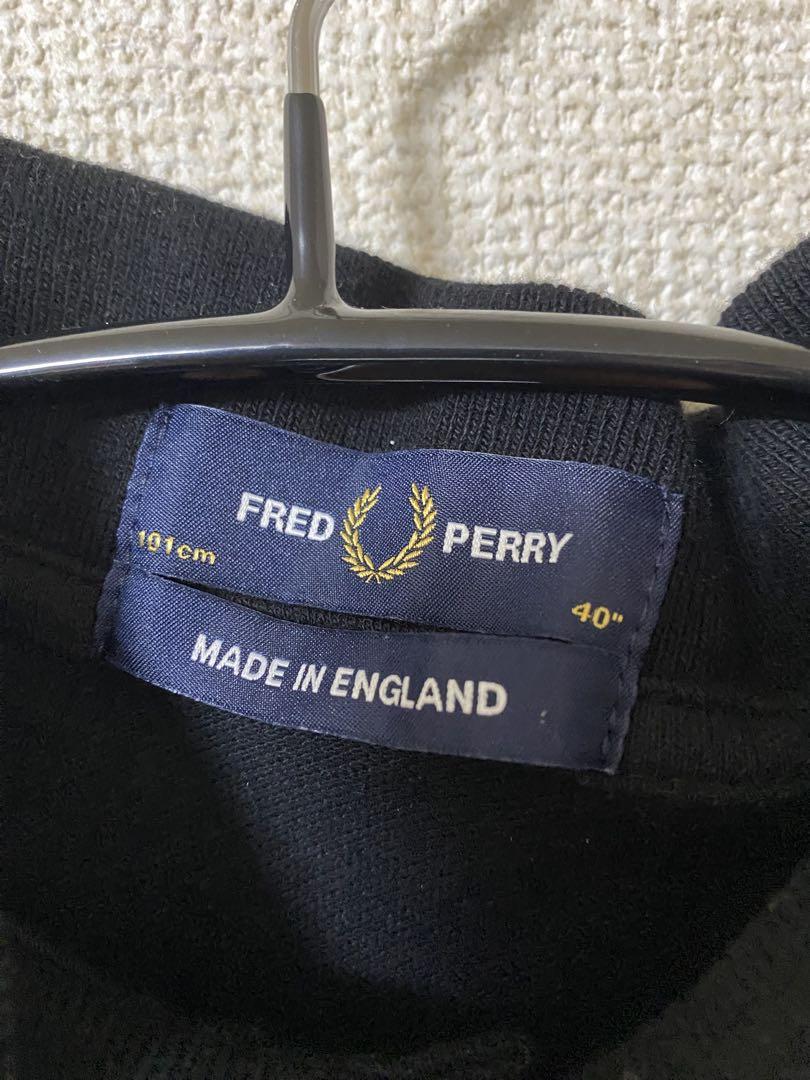 FRED PERRY
101cm
40"
MADE IN ENGLAND